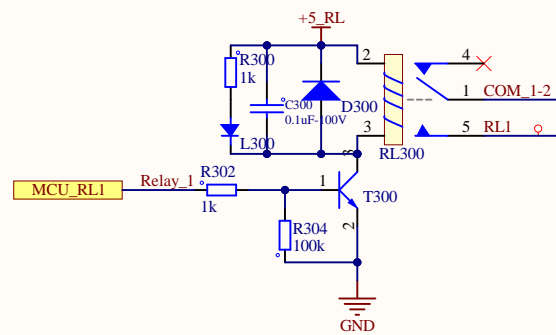 +5_RL
R300
1k
C300
0.1uF-100V
D300
L300
2
3
RL300
4
1
COM_1-2
5
RL1
MCU_RL1
Relay_1
R302
1k
1
3
T300
2
R304
100k
GND